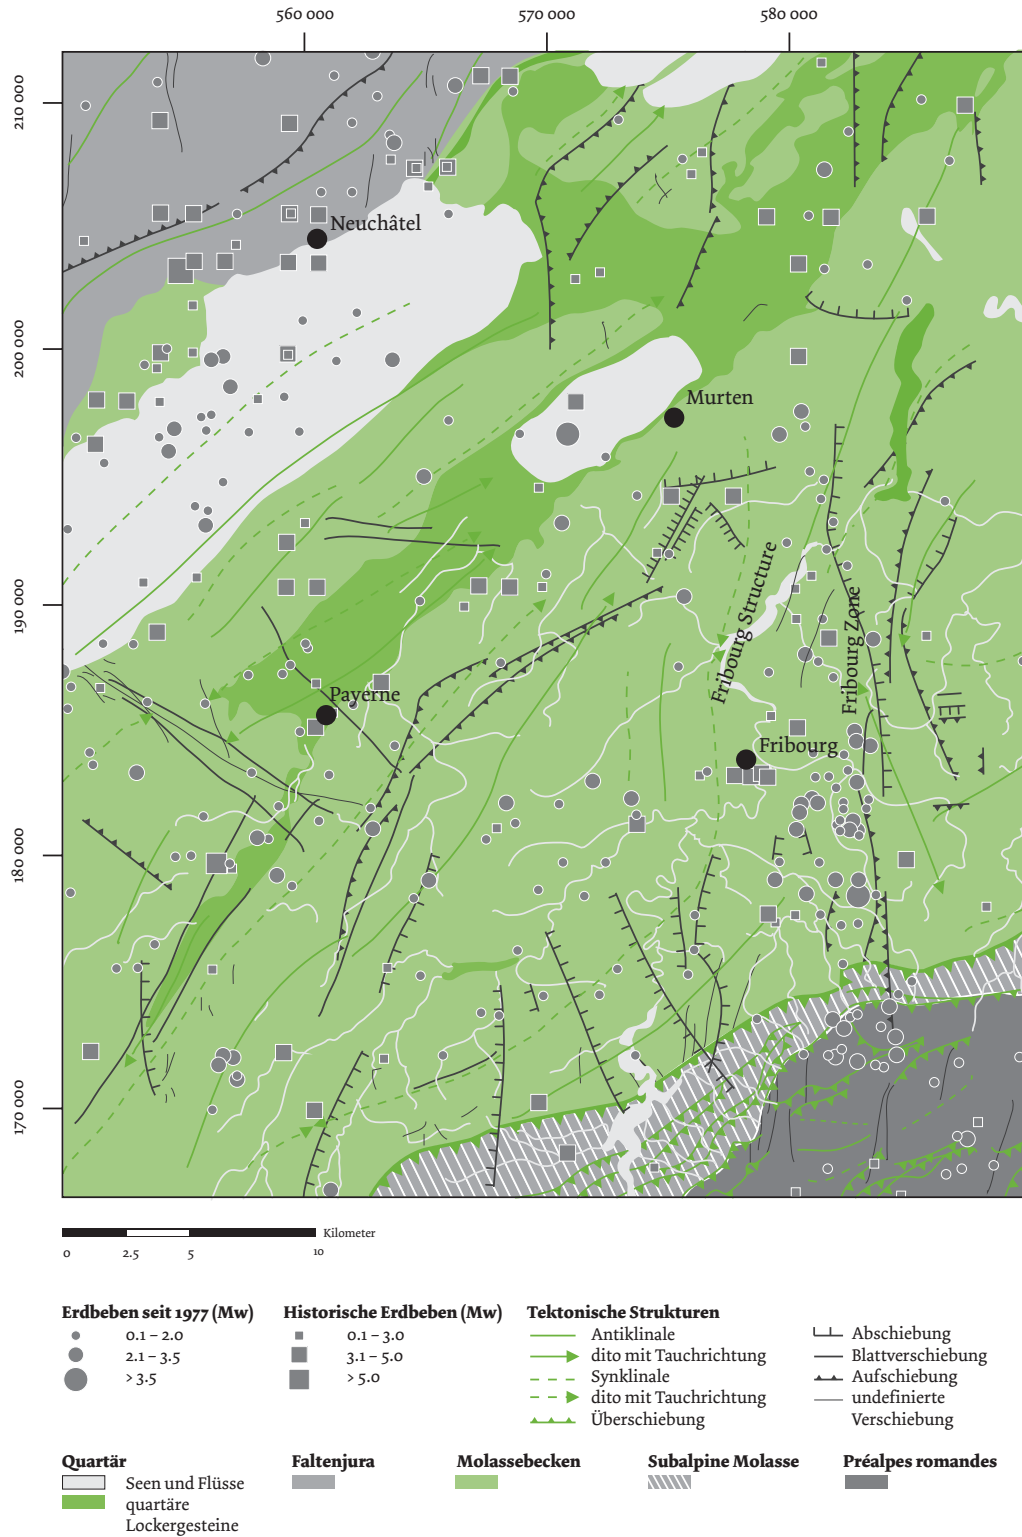 560 000
570 000
580 000
210 000
200 000
190 000
180 000
170 000
Neuchâtel
Murten
Payerne
Fribourg
Fribourg Structure
Fribourg Zone
Kilometer
0 2.5 5 10
Erdbeben seit 1977 (Mw)
0.1 – 2.0
2.1 – 3.5
> 3.5
Historische Erdbeben (Mw)
0.1 – 3.0
3.1 – 5.0
> 5.0
Tektonische Strukturen
Antiklinale
dito mit Tauchrichtung
Synklinale
dito mit Tauchrichtung
Überschiebung
Abschiebung
Blattverschiebung
Aufschiebung
undefinierte
Verschiebung
Quartär
Seen und Flüsse
quartäre
Lockergesteine
Faltenjura
Molassebecken
Subalpine Molasse
Préalpes romandes